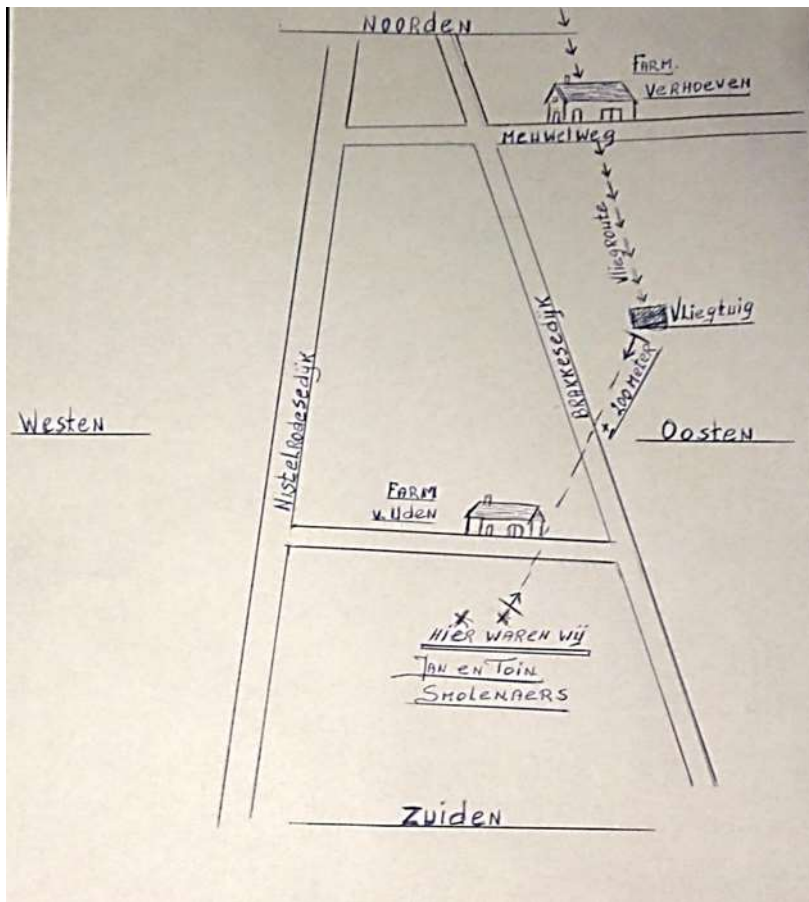 NOORden
FARM.
VERHOEVEN
MEUWELWEG
Vliegroute
Vliegtuig
200 METER
BRAKKESEDIJK
NISTELRODESEDIJK
Westen
Oosten
FARM
v. UDEN
HIER WAREN WIJ
JAN EN TOIN
SMOLENAERS
ZUIDEN